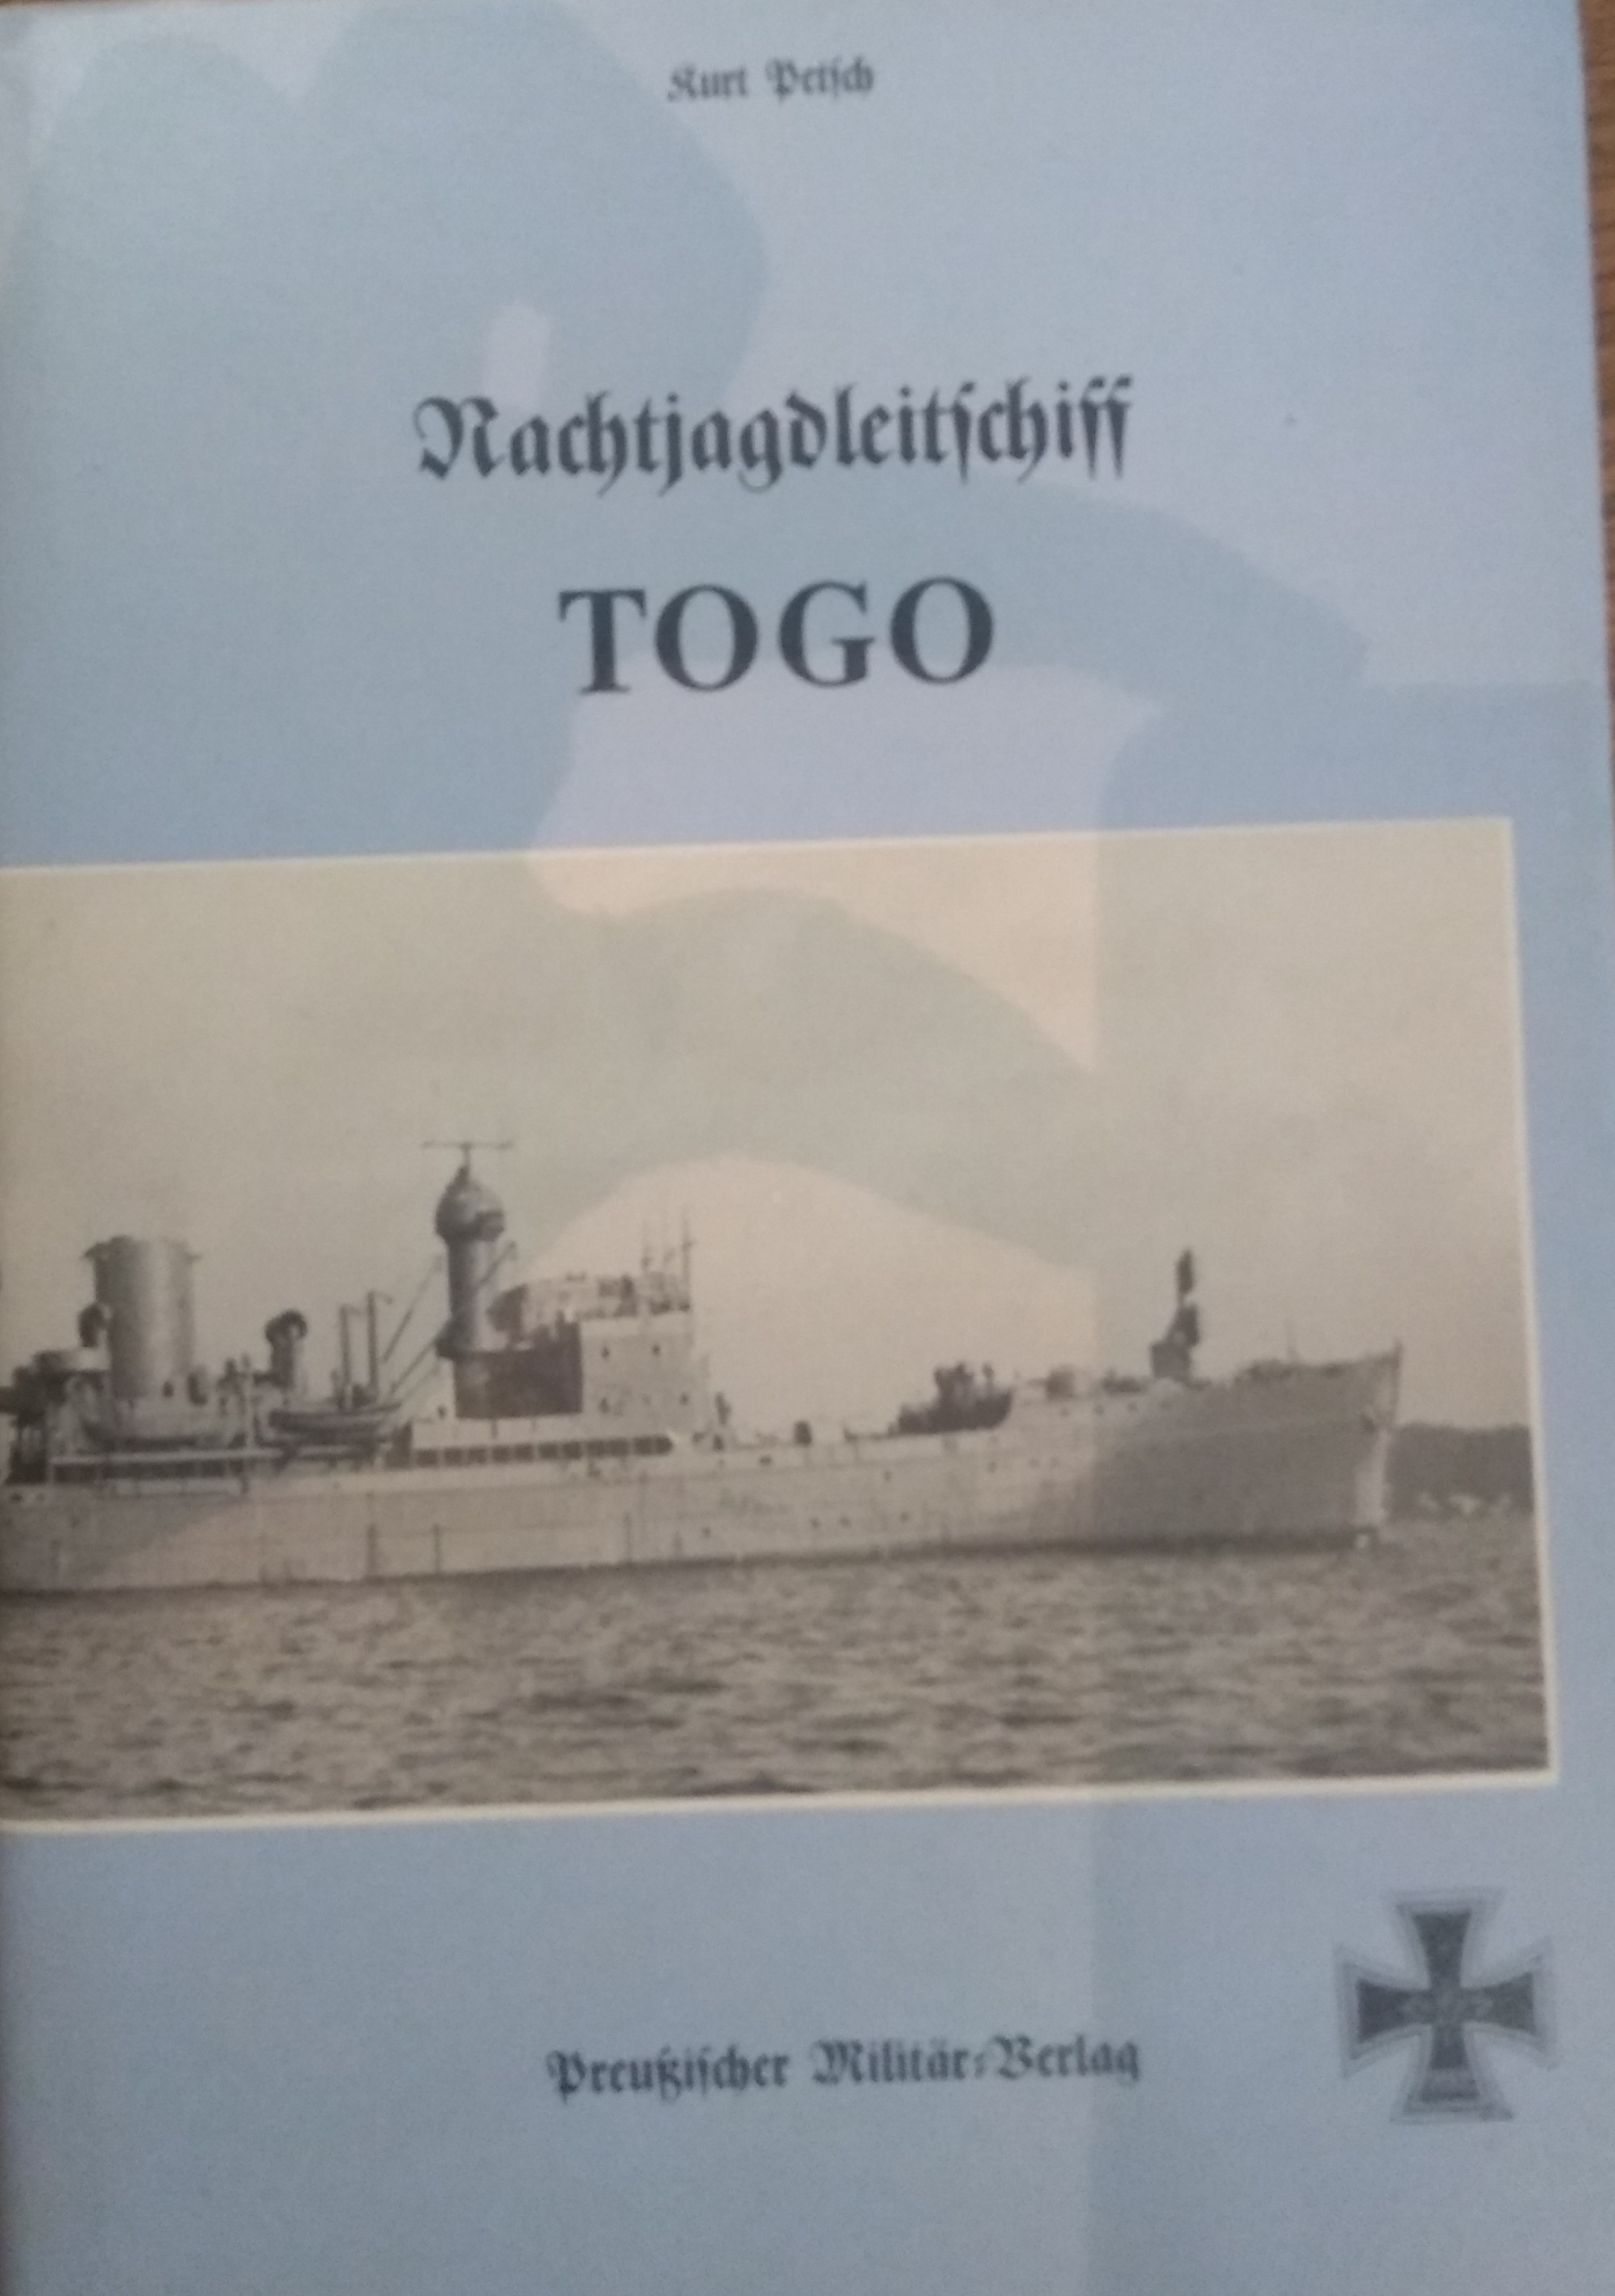 Kurt Petſch
Nachtjagdleitſchiff
TOGO
Preußiſcher Militär-Verlag